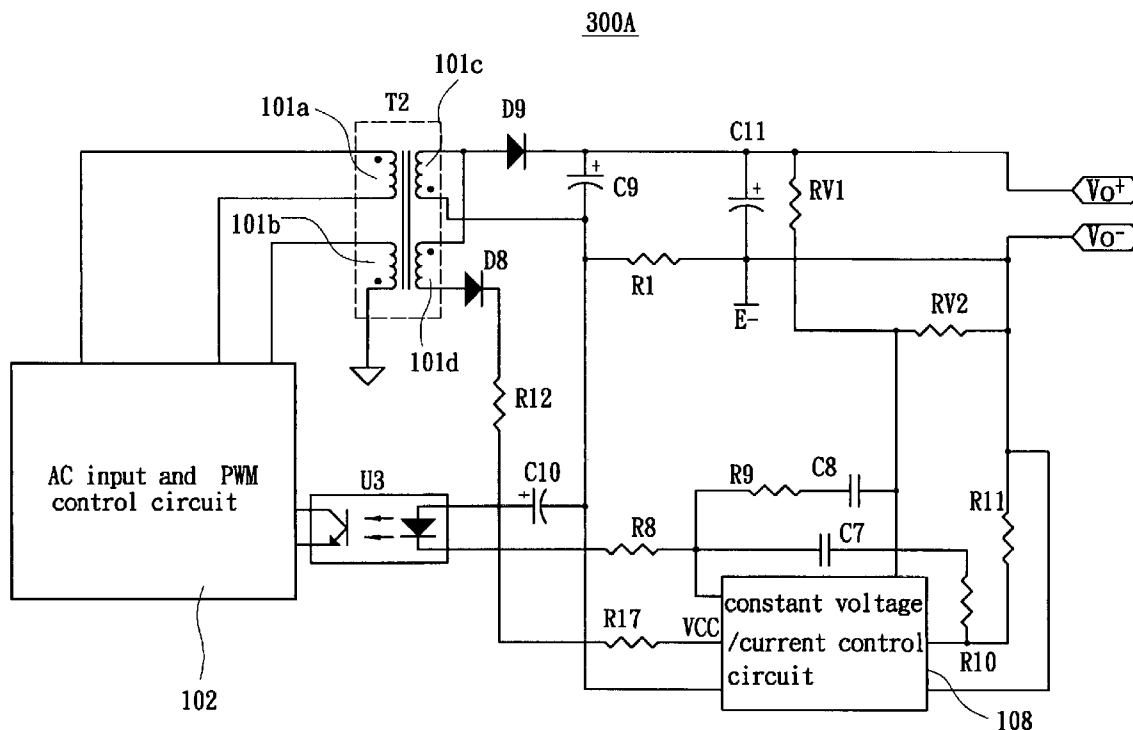 300A
101c
101a
T2
D9
C11
C9
RV1
Vo+
Vo-
101b
D8
R1
E-
RV2
101d
R12
AC input and PWM
control circuit
U3
C10
R9
C8
R11
R8
C7
R17
VCC
constant voltage
/current control
circuit
R10
102
108